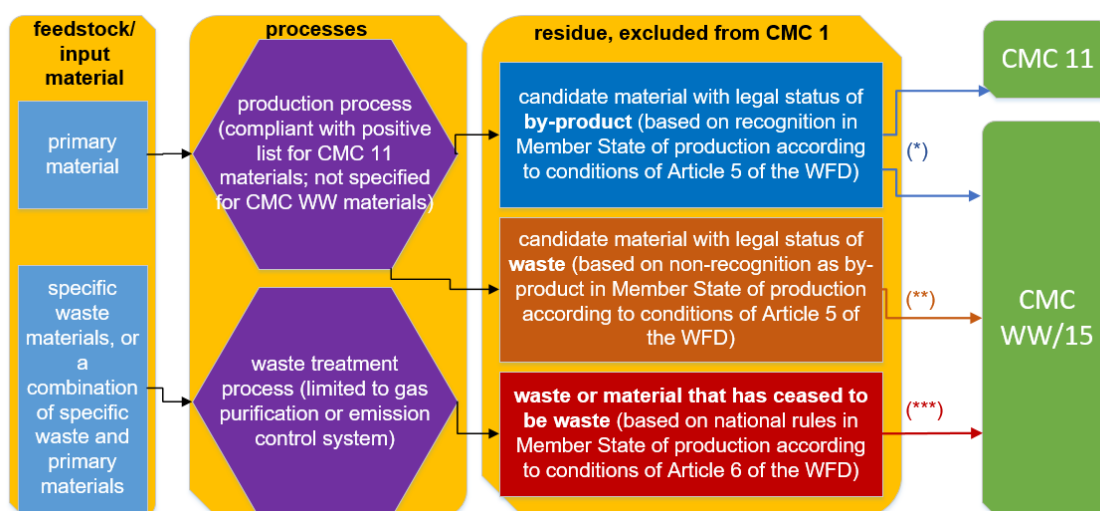 feedstock/
input
material
processes
residue, excluded from CMC 1
CMC 11
primary
material
production process
(compliant with positive
list for CMC 11
materials; not specified
for CMC WW materials)
candidate material with legal status of
by-product (based on recognition in
Member State of production according
to conditions of Article 5 of the WFD)
(*)
candidate material with legal status of
waste (based on non-recognition as by-
product in Member State of production
according to conditions of Article 5 of
the WFD)
(**)
CMC
WW/15
specific
waste
materials, or
a
combination
of specific
waste and
primary
materials
waste treatment
process (limited to gas
purification or emission
control system)
waste or material that has ceased to
be waste (based on national rules in
Member State of production according
to conditions of Article 6 of the WFD)
(***)